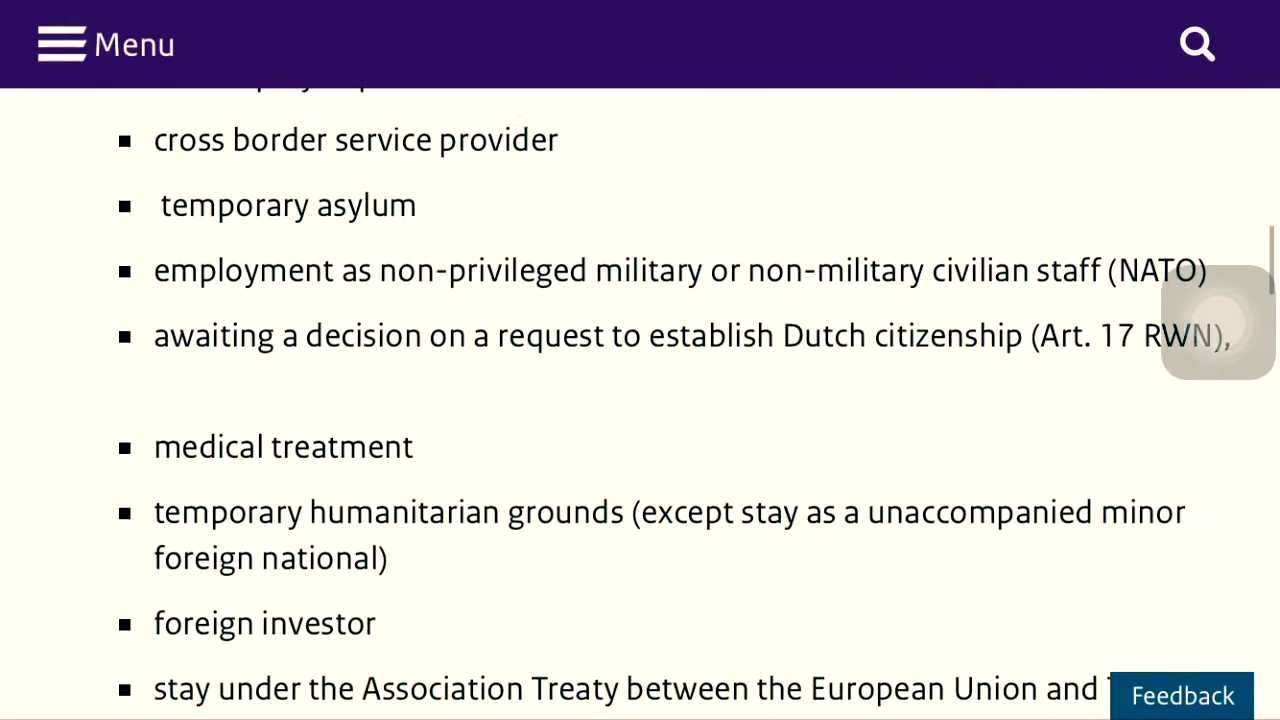 Menu
cross border service provider
temporary asylum
employment as non-privileged military or non-military civilian staff (NATO)
awaiting a decision on a request to establish Dutch citizenship (Art. 17 RWN),
medical treatment
temporary humanitarian grounds (except stay as a unaccompanied minor
foreign national)
foreign investor
stay under the Association Treaty between the European Union and
Feedback